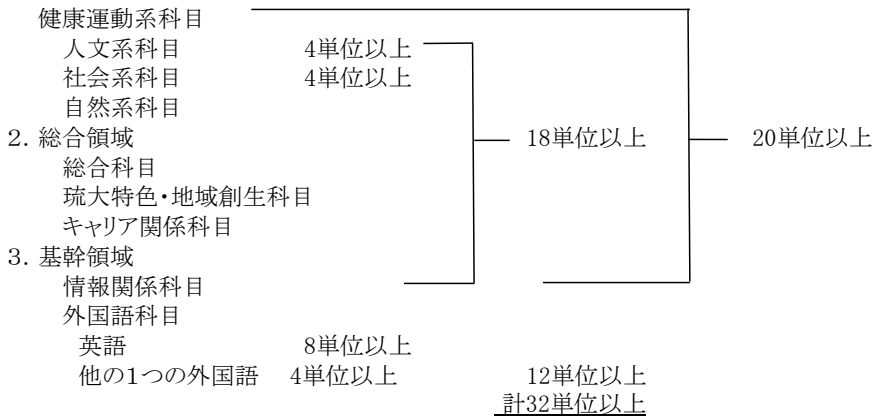 健康運動系科目
人文系科目 4単位以上
社会系科目 4単位以上
自然系科目
2. 総合領域 18単位以上 20単位以上
総合科目
琉大特色・地域創生科目
キャリア関係科目
3. 基幹領域
情報関係科目
外国語科目
英語 8単位以上
他の1つの外国語 4単位以上 12単位以上
計32単位以上